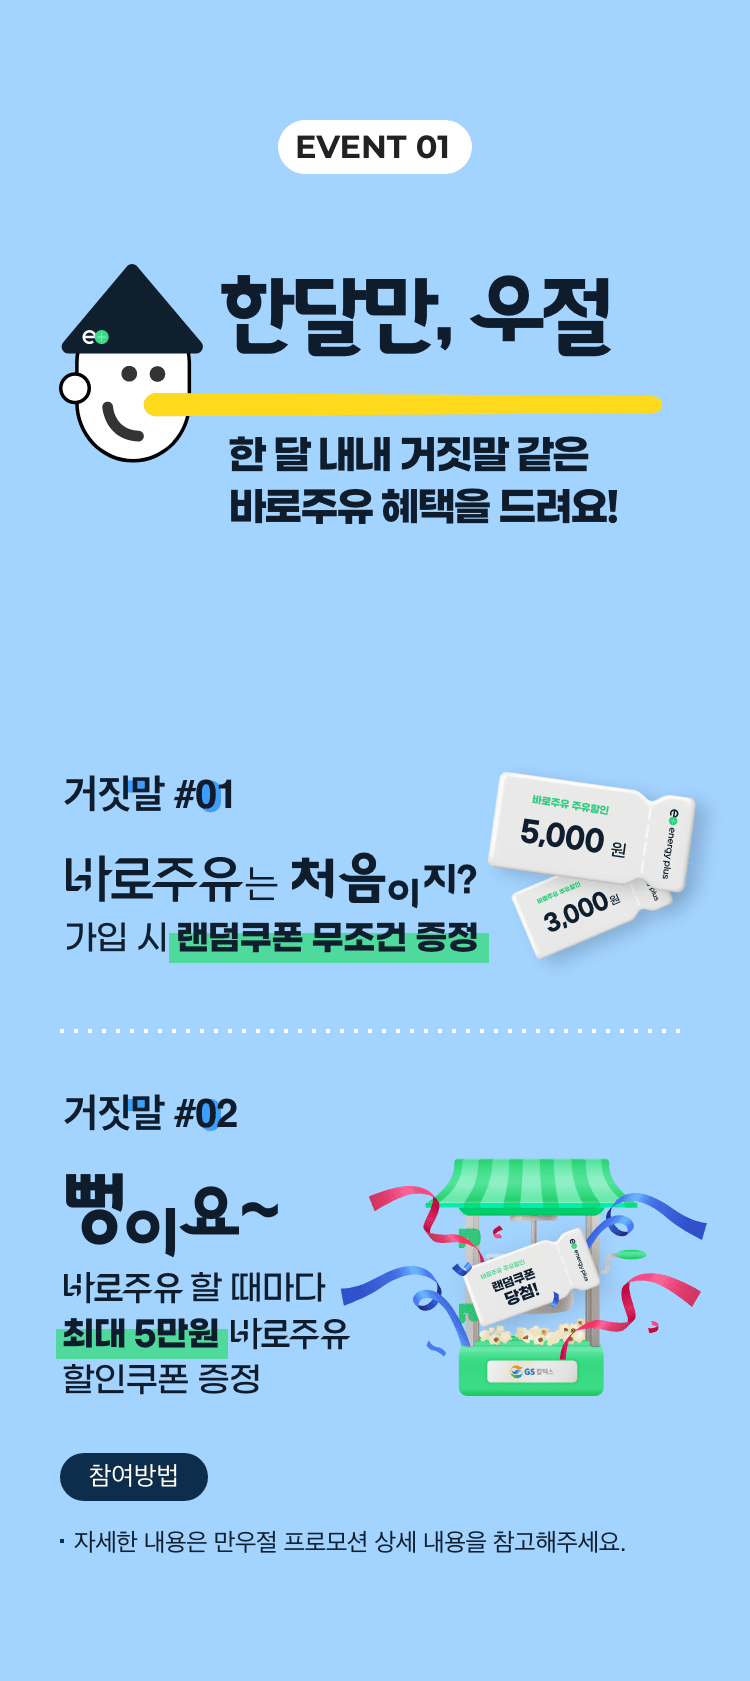 EVENT 01
한달만, 우절
한 달 내내 거짓말 같은
바로주유 혜택을 드려요!
거짓말 #01
바로주유는 처음이지?
가입 시 랜덤쿠폰 무조건 증정
바로주유 주유할인
5,000 원
energy plus
바로주유 주유할인
3,000원
y plus
거짓말 #02
뻥이요~
바로주유 할 때마다
최대 5만원 바로주유
할인쿠폰 증정
바로주유 주유할인
랜덤쿠폰
당첨!
energy plus
GS 칼텍스
참여방법
· 자세한 내용은 만우절 프로모션 상세 내용을 참고해주세요.